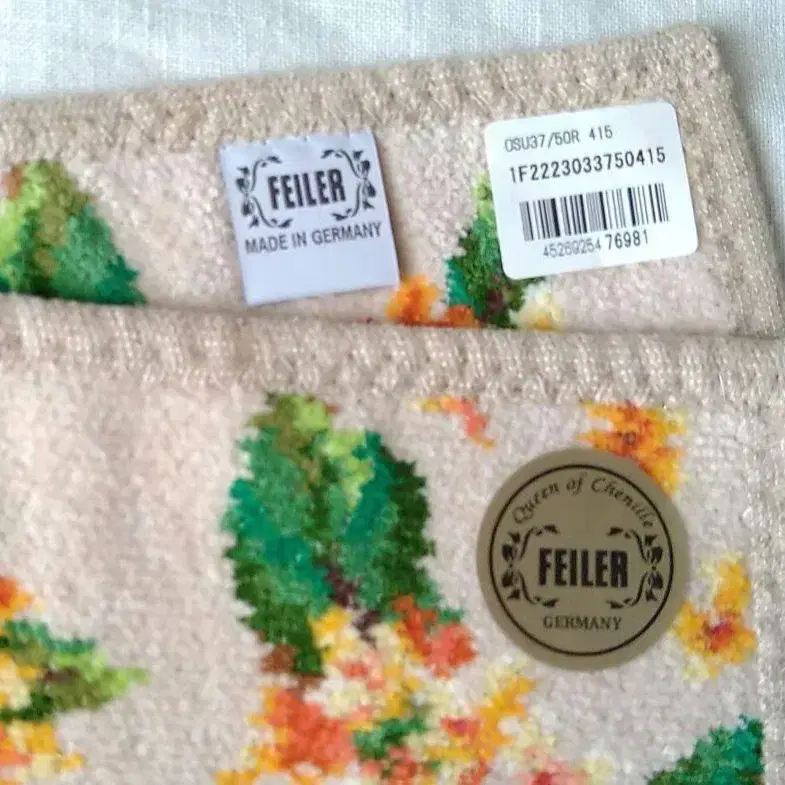 FEILER
MADE IN GERMANY
OSU37/50R 415
1F2223033750415
4526925476981
Queen of Chenille
FEILER
GERMANY